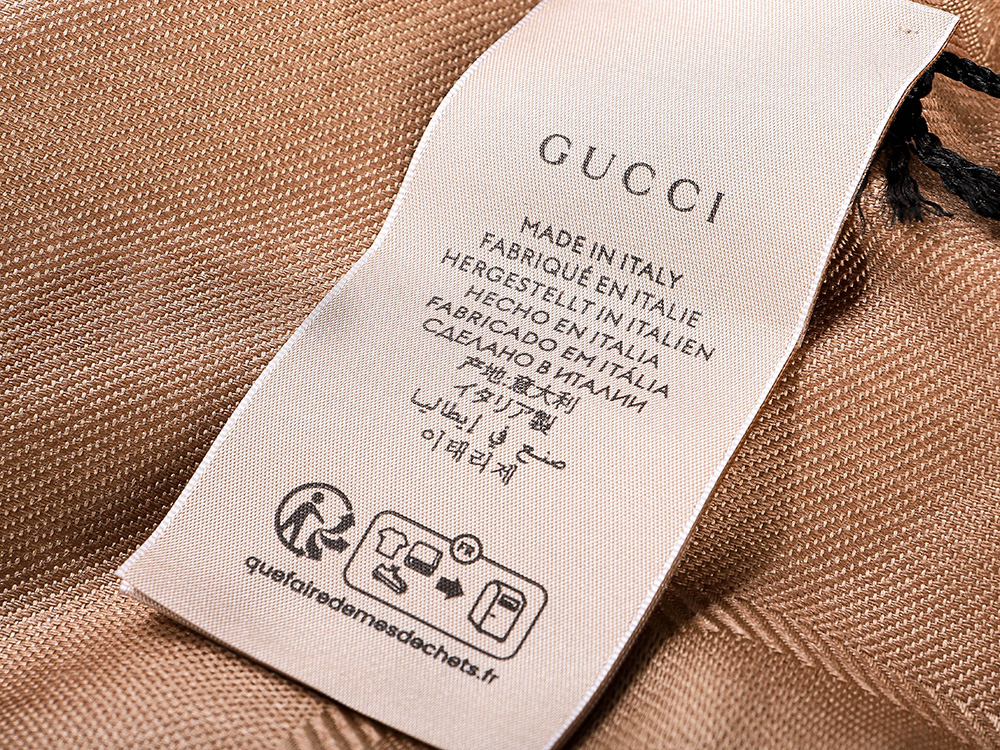 GUCCI
MADE IN ITALY
FABRIQUÉ EN ITALIE
HERGESTELLT IN ITALIEN
HECHO EN ITALIA
FABRICADO EM ITÁLIA
СДЕЛАНО В ИТАЛИИ
产地:意大利
イタリア製
صنع في إيطاليا
이태리제
FR
quefairedemesdechets.fr